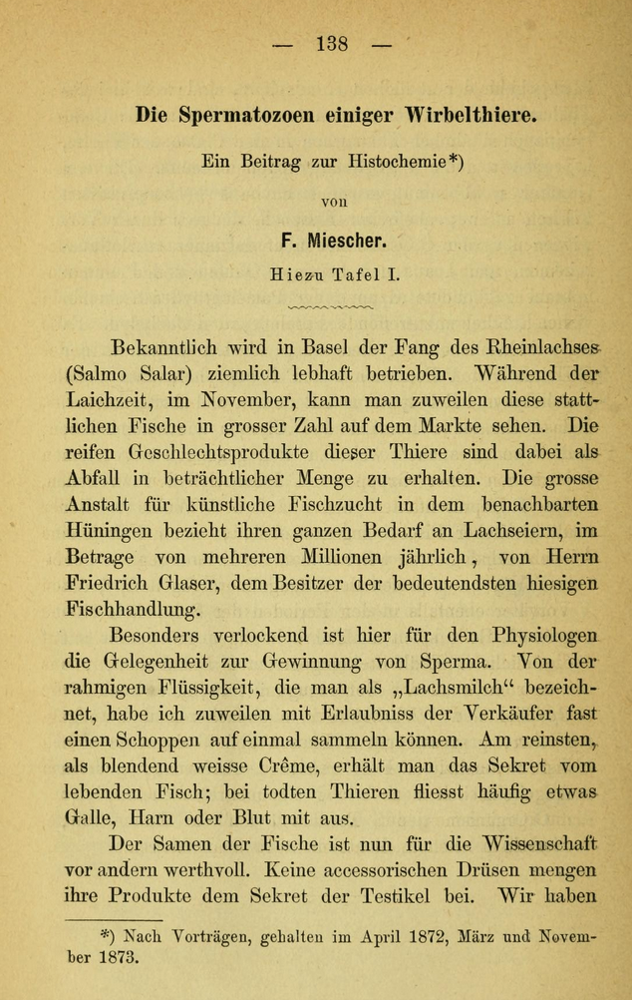 — 138 —
Die Spermatozoen einiger Wirbelthiere.
Ein Beitrag zur Histochemie*)
von
F. Miescher.
Hiezu Tafel I.
Bekanntlich wird in Basel der Fang des Rheinlachses
(Salmo Salar) ziemlich lebhaft betrieben. Während der
Laichzeit, im November, kann man zuweilen diese statt-
lichen Fische in grosser Zahl auf dem Markte sehen. Die
reifen Geschlechtsprodukte dieser Thiere sind dabei als
Abfall in beträchtlicher Menge zu erhalten. Die grosse
Anstalt für künstliche Fischzucht in dem benachbarten
Hüningen bezieht ihren ganzen Bedarf an Lachseiern, im
Betrage von mehreren Millionen jährlich, von Herrn
Friedrich Glaser, dem Besitzer der bedeutendsten hiesigen
Fischhandlung.
Besonders verlockend ist hier für den Physiologen
die Gelegenheit zur Gewinnung von Sperma. Von der
rahmigen Flüssigkeit, die man als „Lachsmilch“ bezeich-
net, habe ich zuweilen mit Erlaubniss der Verkäufer fast
einen Schoppen auf einmal sammeln können. Am reinsten,
als blendend weisse Crême, erhält man das Sekret vom
lebenden Fisch; bei todten Thieren fliesst häufig etwas
Galle, Harn oder Blut mit aus.
Der Samen der Fische ist nun für die Wissenschaft
vor andern werthvoll. Keine accessorischen Drüsen mengen
ihre Produkte dem Sekret der Testikel bei. Wir haben
*) Nach Vorträgen, gehalten im April 1872, März und Novem-
ber 1873.